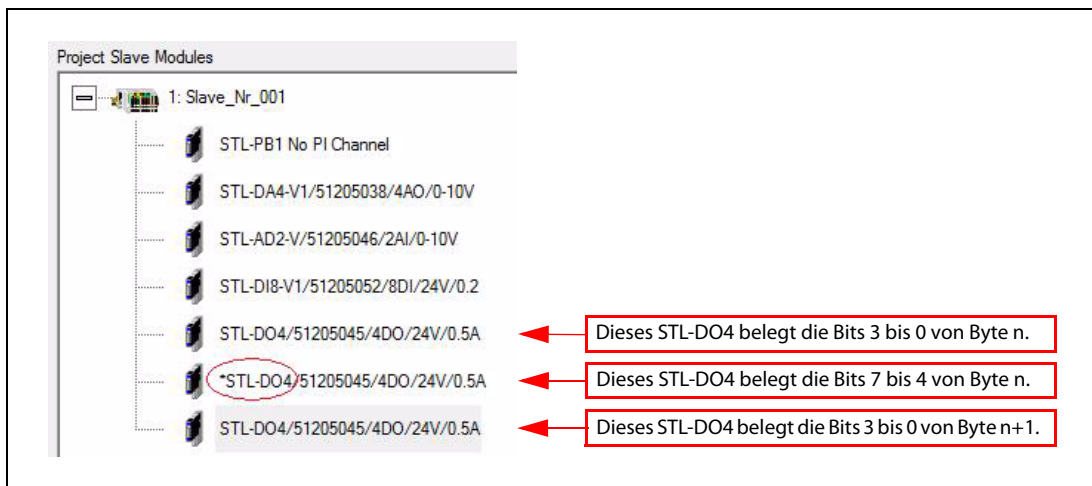 Project Slave Modules
1: Slave_Nr_001
STL-PB1 No PI Channel
STL-DA4-V1/51205038/4AO/0-10V
STL-AD2-V/51205046/2AI/0-10V
STL-DI8-V1/51205052/8DI/24V/0.2
STL-DO4/51205045/4DO/24V/0.5A
Dieses STL-DO4 belegt die Bits 3 bis 0 von Byte n.
*STL-DO4/51205045/4DO/24V/0.5A
Dieses STL-DO4 belegt die Bits 7 bis 4 von Byte n.
STL-DO4/51205045/4DO/24V/0.5A
Dieses STL-DO4 belegt die Bits 3 bis 0 von Byte n+1.